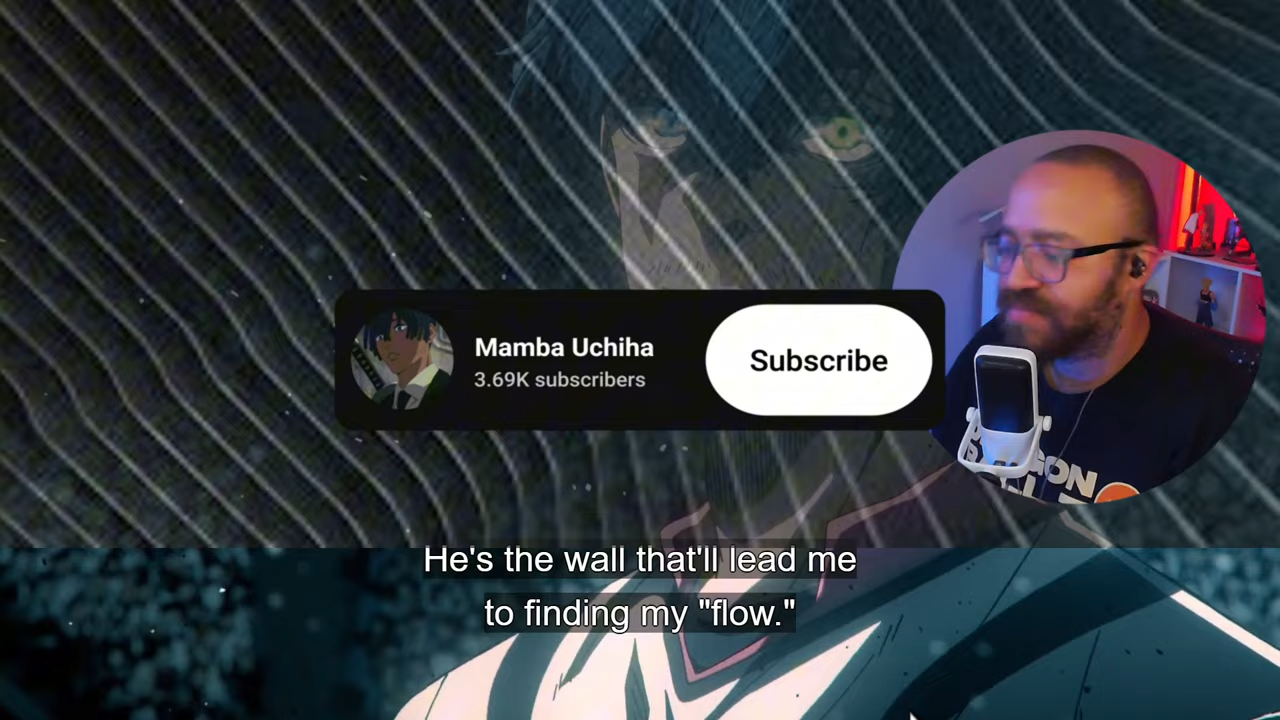 Mamba Uchiha
3.69K subscribers
Subscribe
He's the wall that'll lead me
to finding my "flow."